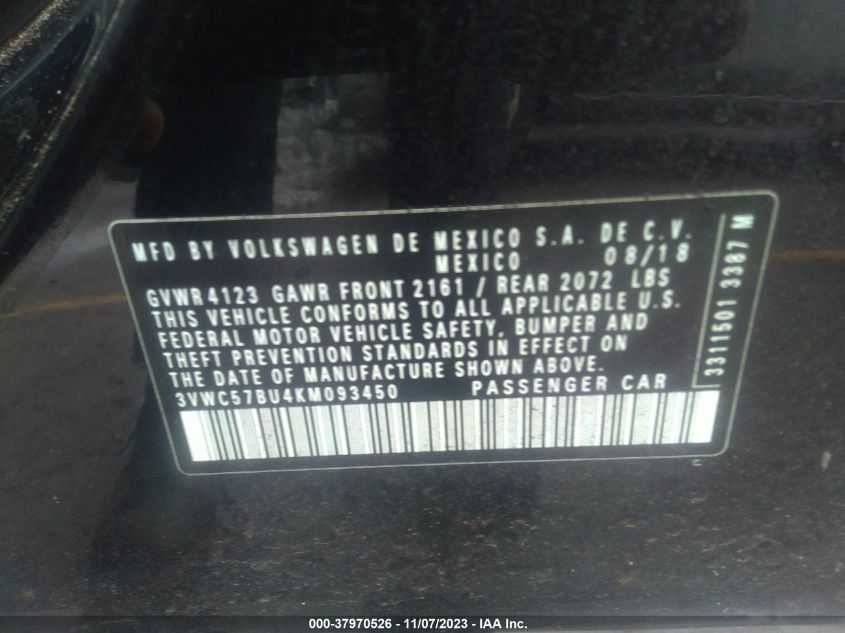 MFD BY VOLKSWAGEN DE MEXICO S.A. DE C.V.
MEXICO 08/18
GVWR 4123 GAWR FRONT 2161 / REAR 2072 LBS
THIS VEHICLE CONFORMS TO ALL APPLICABLE U.S.
FEDERAL MOTOR VEHICLE SAFETY, BUMPER AND
THEFT PREVENTION STANDARDS IN EFFECT ON
THE DATE OF MANUFACTURE SHOWN ABOVE.
3VWC57BU4KM093450 PASSENGER CAR
3311501 3387 M
000-37970526 - 11/07/2023 - IAA Inc.